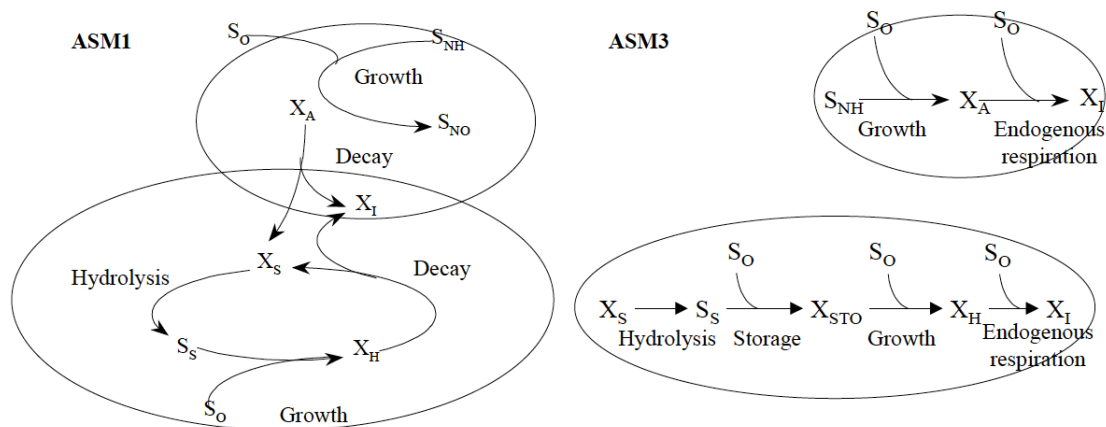 ASM1
S_O
S_NH
Growth
X_A
S_NO
Decay
X_I
Hydrolysis
X_S
Decay
S_S
X_H
S_O
Growth
ASM3
S_O S_O
S_NH X_A X_I
Growth Endogenous
respiration
S_O S_O S_O
X_S S_S X_STO X_H X_I
Hydrolysis Storage Growth Endogenous
respiration